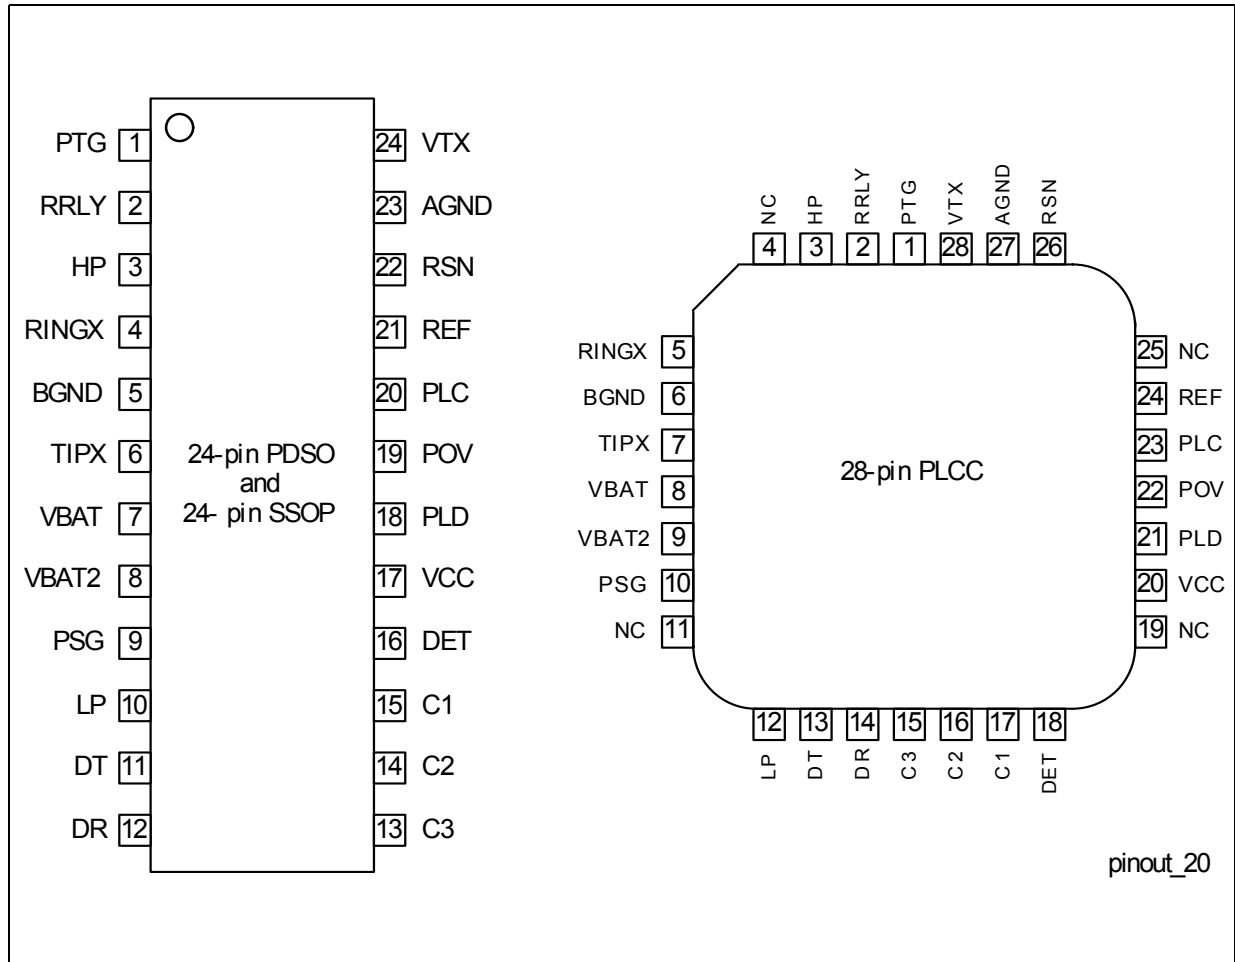 PTG 1
RRLY 2
HP 3
RINGX 4
BGND 5
TIPX 6
VBAT 7
VBAT2 8
PSG 9
LP 10
DT 11
DR 12
24-pin PDSO
and
24- pin SSOP
24 VTX
23 AGND
22 RSN
21 REF
20 PLC
19 POV
18 PLD
17 VCC
16 DET
15 C1
14 C2
13 C3
NC HP RRLY PTG VTX AGND RSN
4 3 2 1 28 27 26
RINGX 5
BGND 6
TIPX 7
VBAT 8
VBAT2 9
PSG 10
NC 11
28-pin PLCC
25 NC
24 REF
23 PLC
22 POV
21 PLD
20 VCC
19 NC
12 13 14 15 16 17 18
LP DT DR C3 C2 C1 DET
pinout_20